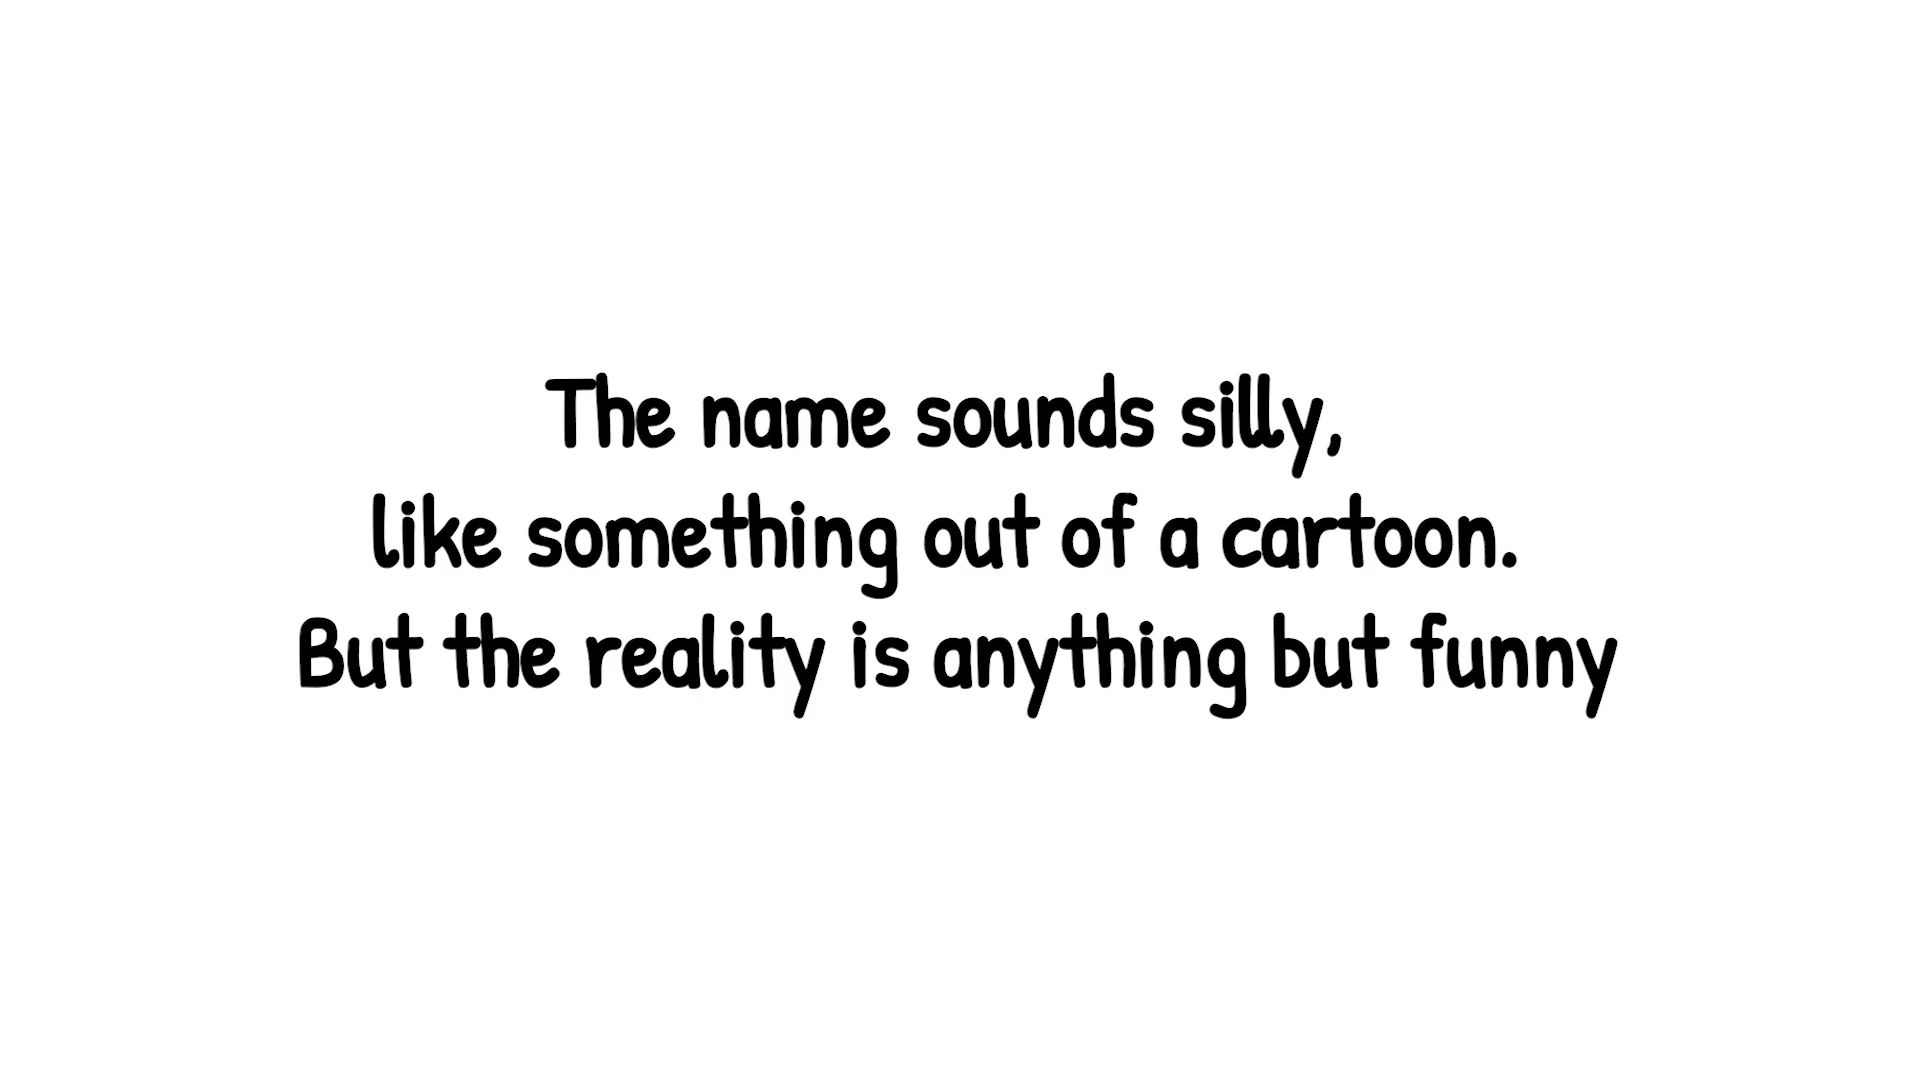 The name sounds silly,
like something out of a cartoon.
But the reality is anything but funny